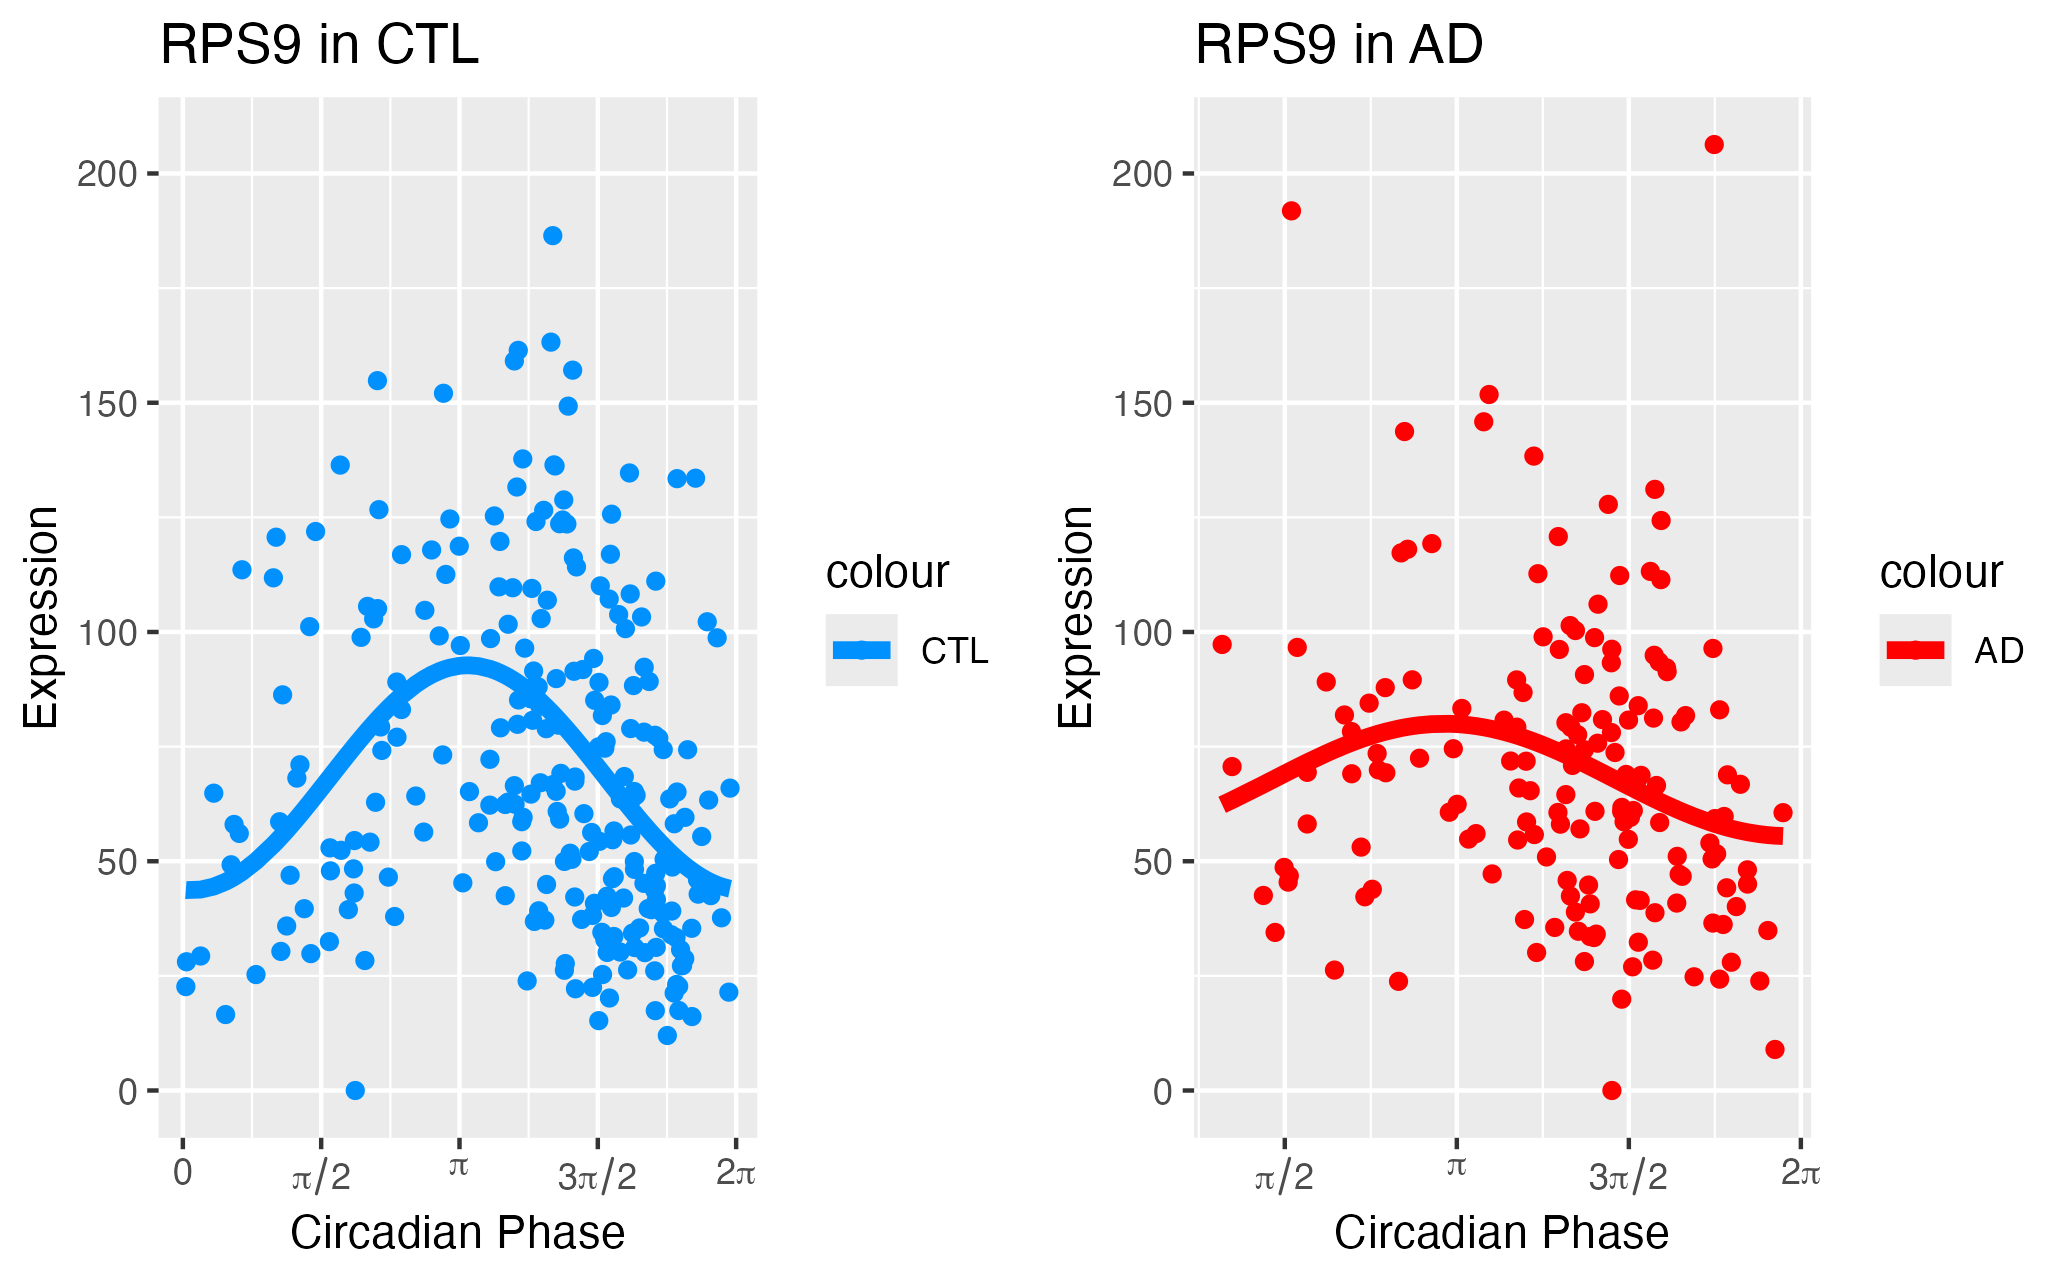 RPS9 in CTL
200
150
100
50
0
Expression
0 π/2 π 3π/2 2π
Circadian Phase
colour
CTL
RPS9 in AD
200
150
100
50
0
Expression
π/2 π 3π/2 2π
Circadian Phase
colour
AD